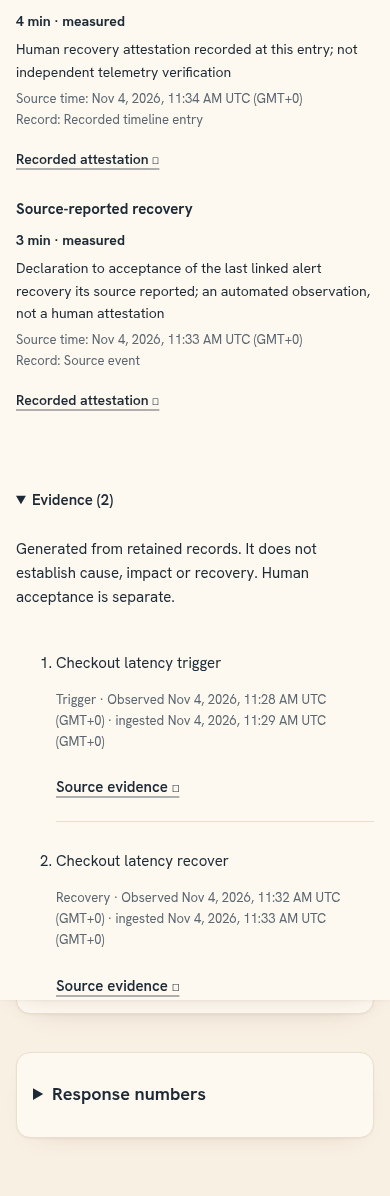 4 min · measured
Human recovery attestation recorded at this entry; not
independent telemetry verification
Source time: Nov 4, 2026, 11:34 AM UTC (GMT+0)
Record: Recorded timeline entry
Recorded attestation
Source-reported recovery
3 min · measured
Declaration to acceptance of the last linked alert
recovery its source reported; an automated observation,
not a human attestation
Source time: Nov 4, 2026, 11:33 AM UTC (GMT+0)
Record: Source event
Recorded attestation
▼ Evidence (2)
Generated from retained records. It does not
establish cause, impact or recovery. Human
acceptance is separate.
1. Checkout latency trigger
Trigger · Observed Nov 4, 2026, 11:28 AM UTC
(GMT+0) · ingested Nov 4, 2026, 11:29 AM UTC
(GMT+0)
Source evidence
2. Checkout latency recover
Recovery · Observed Nov 4, 2026, 11:32 AM UTC
(GMT+0) · ingested Nov 4, 2026, 11:33 AM UTC
(GMT+0)
Source evidence
▶ Response numbers